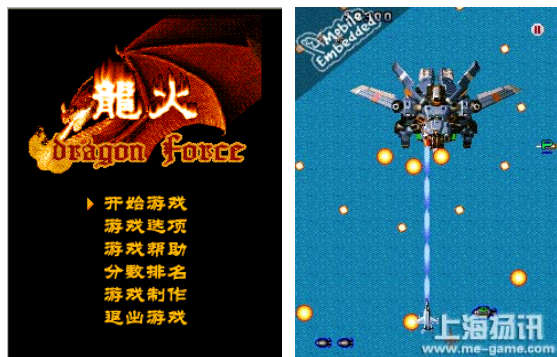 龍火
dragon force
开始游戏
游戏选项
游戏帮助
分数排名
游戏制作
退出游戏
Mobile
Embedded
上海扬讯
www.me-game.com